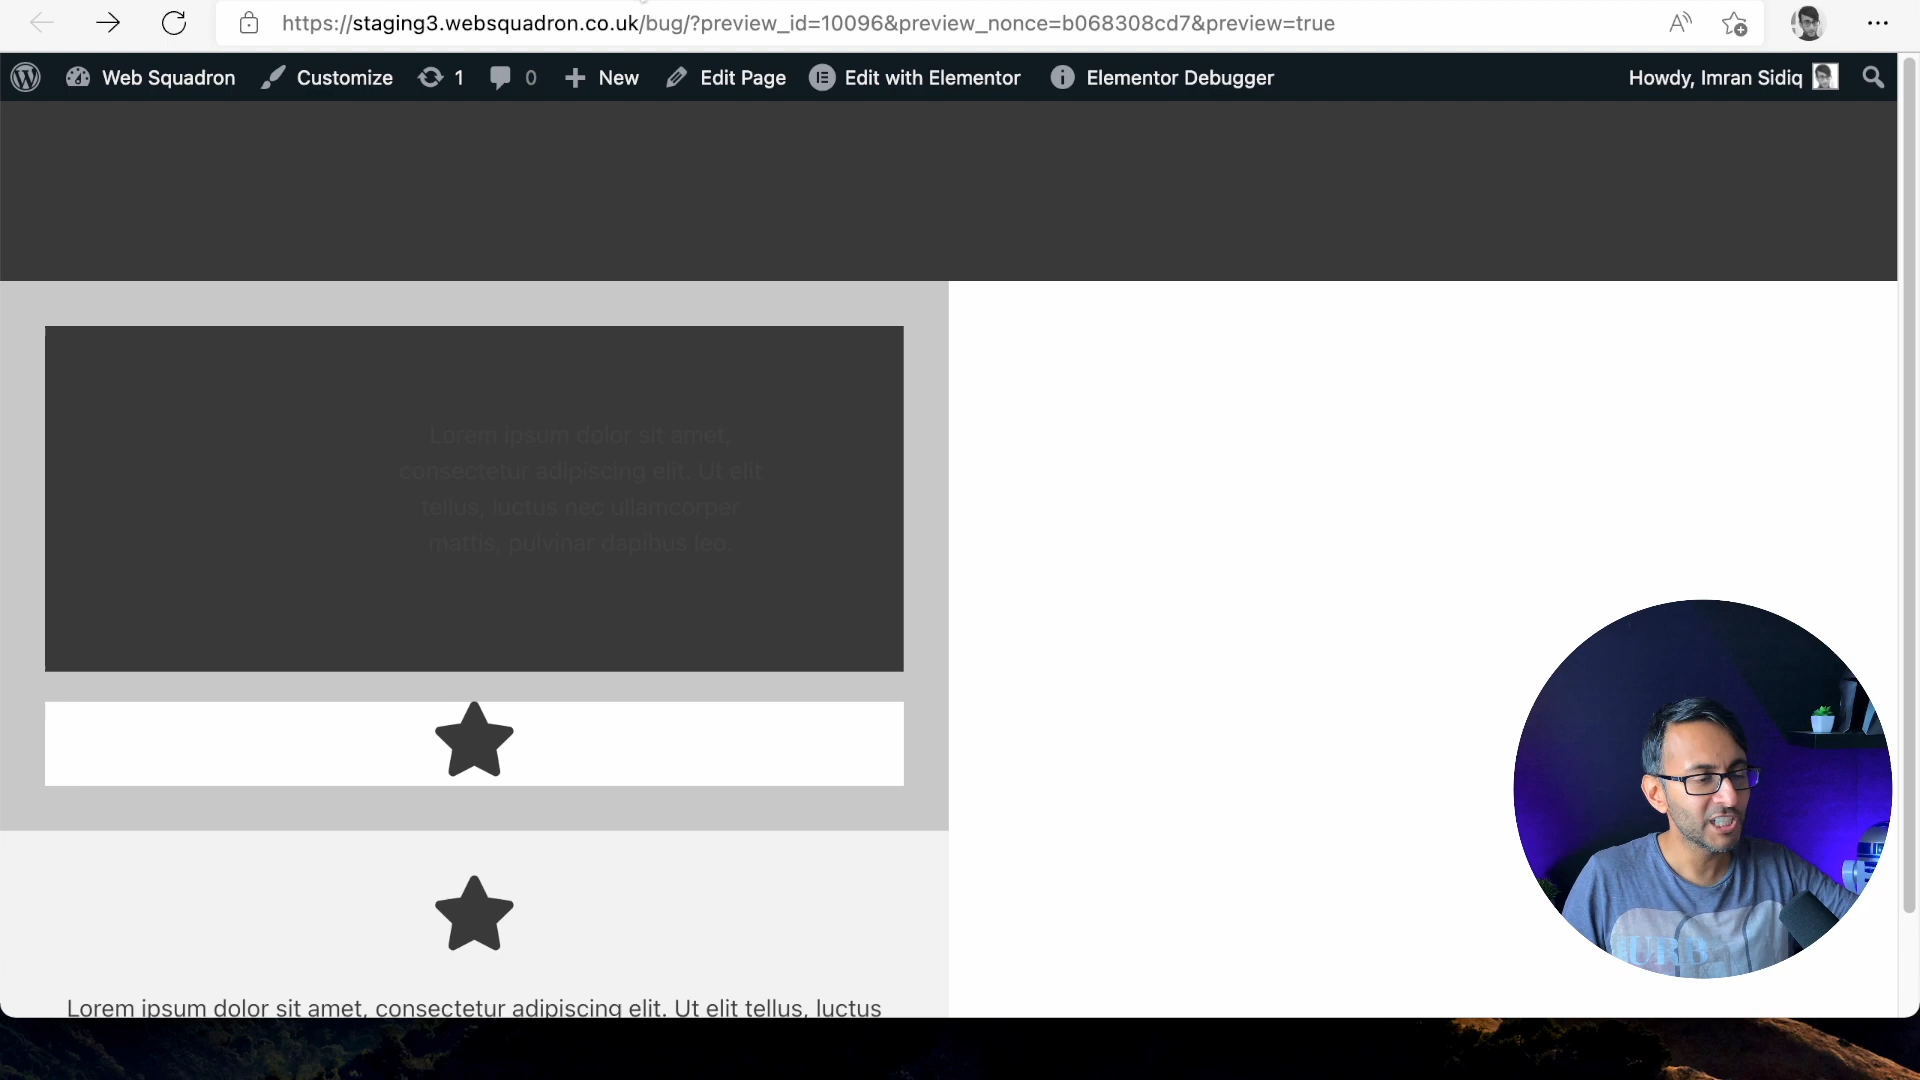 https://staging3.websquadron.co.uk/bug/?preview_id=10096&preview_nonce=b068308cd7&preview=true
Web Squadron Customize 1 0 New Edit Page Edit with Elementor Elementor Debugger Howdy, Imran Sidiq
Lorem ipsum dolor sit amet,
consectetur adipiscing elit. Ut elit
tellus, luctus nec ullamcorper
mattis, pulvinar dapibus leo.
Lorem ipsum dolor sit amet, consectetur adipiscing elit. Ut elit tellus, luctus
URB